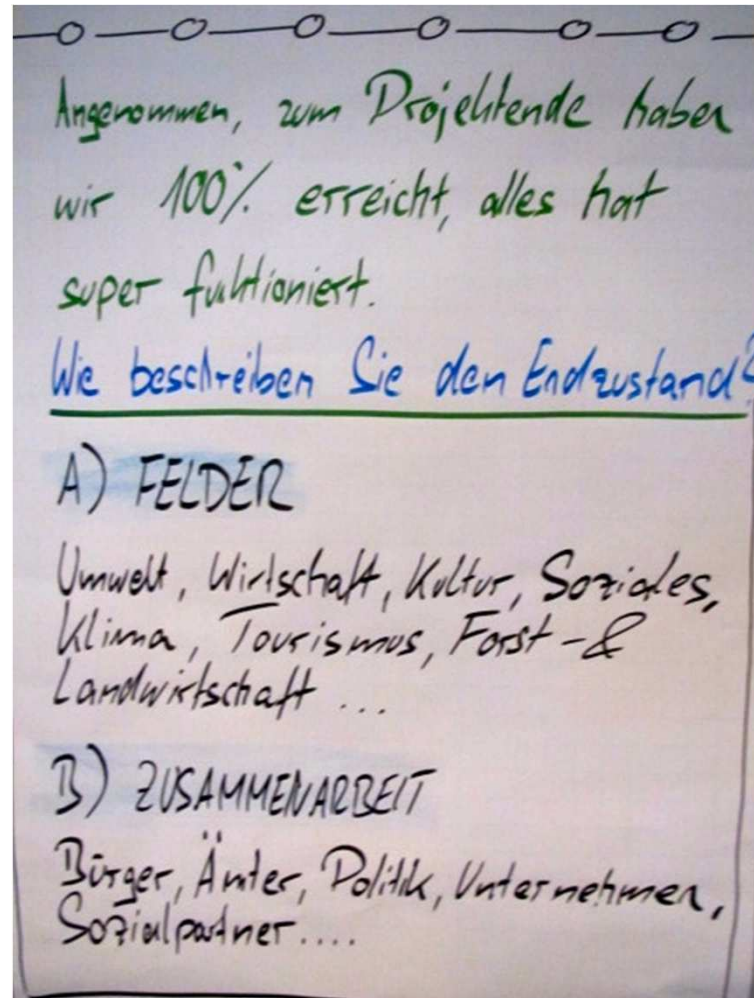 Angenommen, zum Projektende haben
wir 100% erreicht, alles hat
super fuktioniert.
Wie beschreiben Sie den Endzustand?
A) FELDER
Umwelt, Wirtschaft, Kultur, Soziales,
Klima, Tourismus, Forst-&
Landwirtschaft ...
B) ZUSAMMENARBEIT
Bürger, Ämter, Politik, Unternehmen,
Sozialpartner....